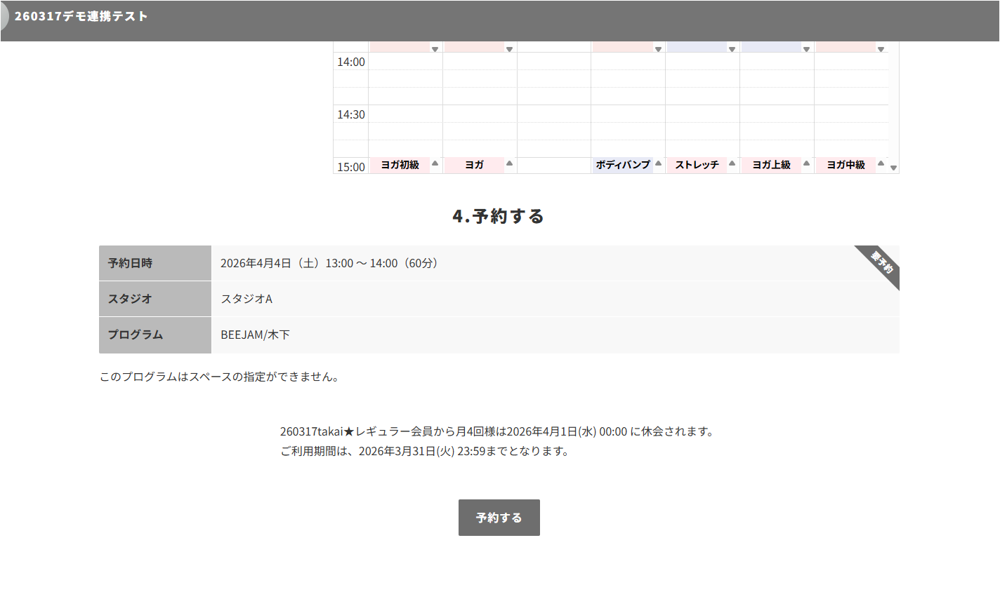 260317デモ連携テスト
14:00
14:30
15:00 ヨガ初級 ヨガ ボディパンプ ストレッチ ヨガ上級 ヨガ中級
4.予約する
要予約
予約日時 2026年4月4日（土）13:00 〜 14:00（60分）
スタジオ スタジオA
プログラム BEEJAM/木下
このプログラムはスペースの指定ができません。
260317takai★レギュラー会員から月4回様は2026年4月1日(水) 00:00 に休会されます。
ご利用期間は、2026年3月31日(火) 23:59までとなります。
予約する